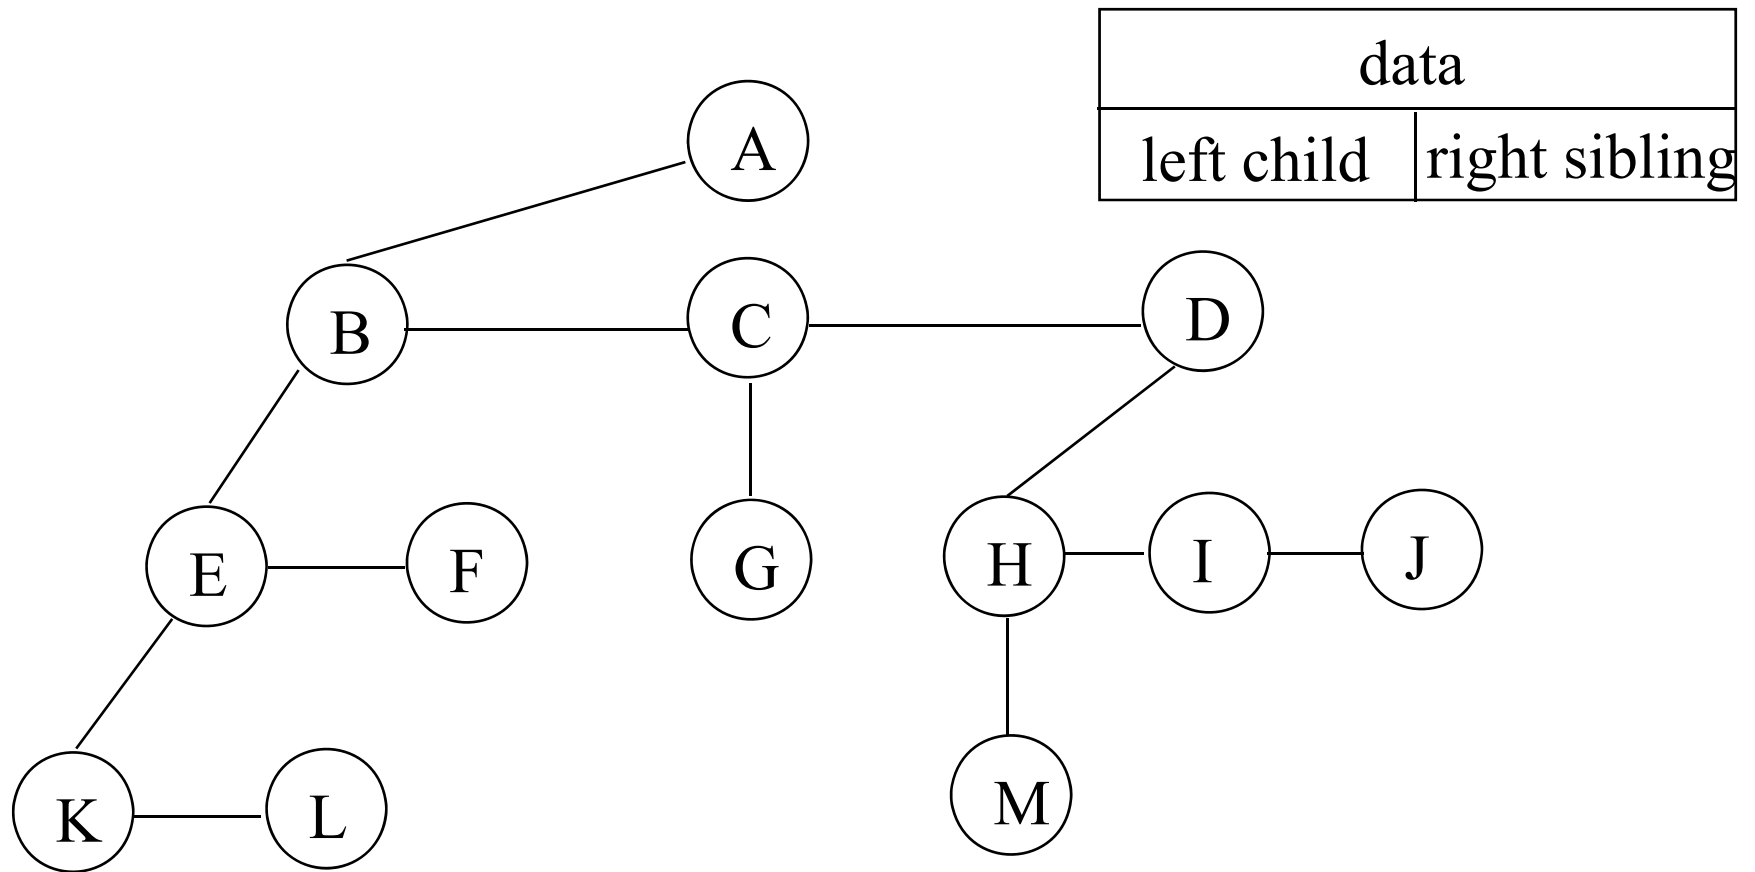 data
left child right sibling
A
B C D
E F G H I J
K L M